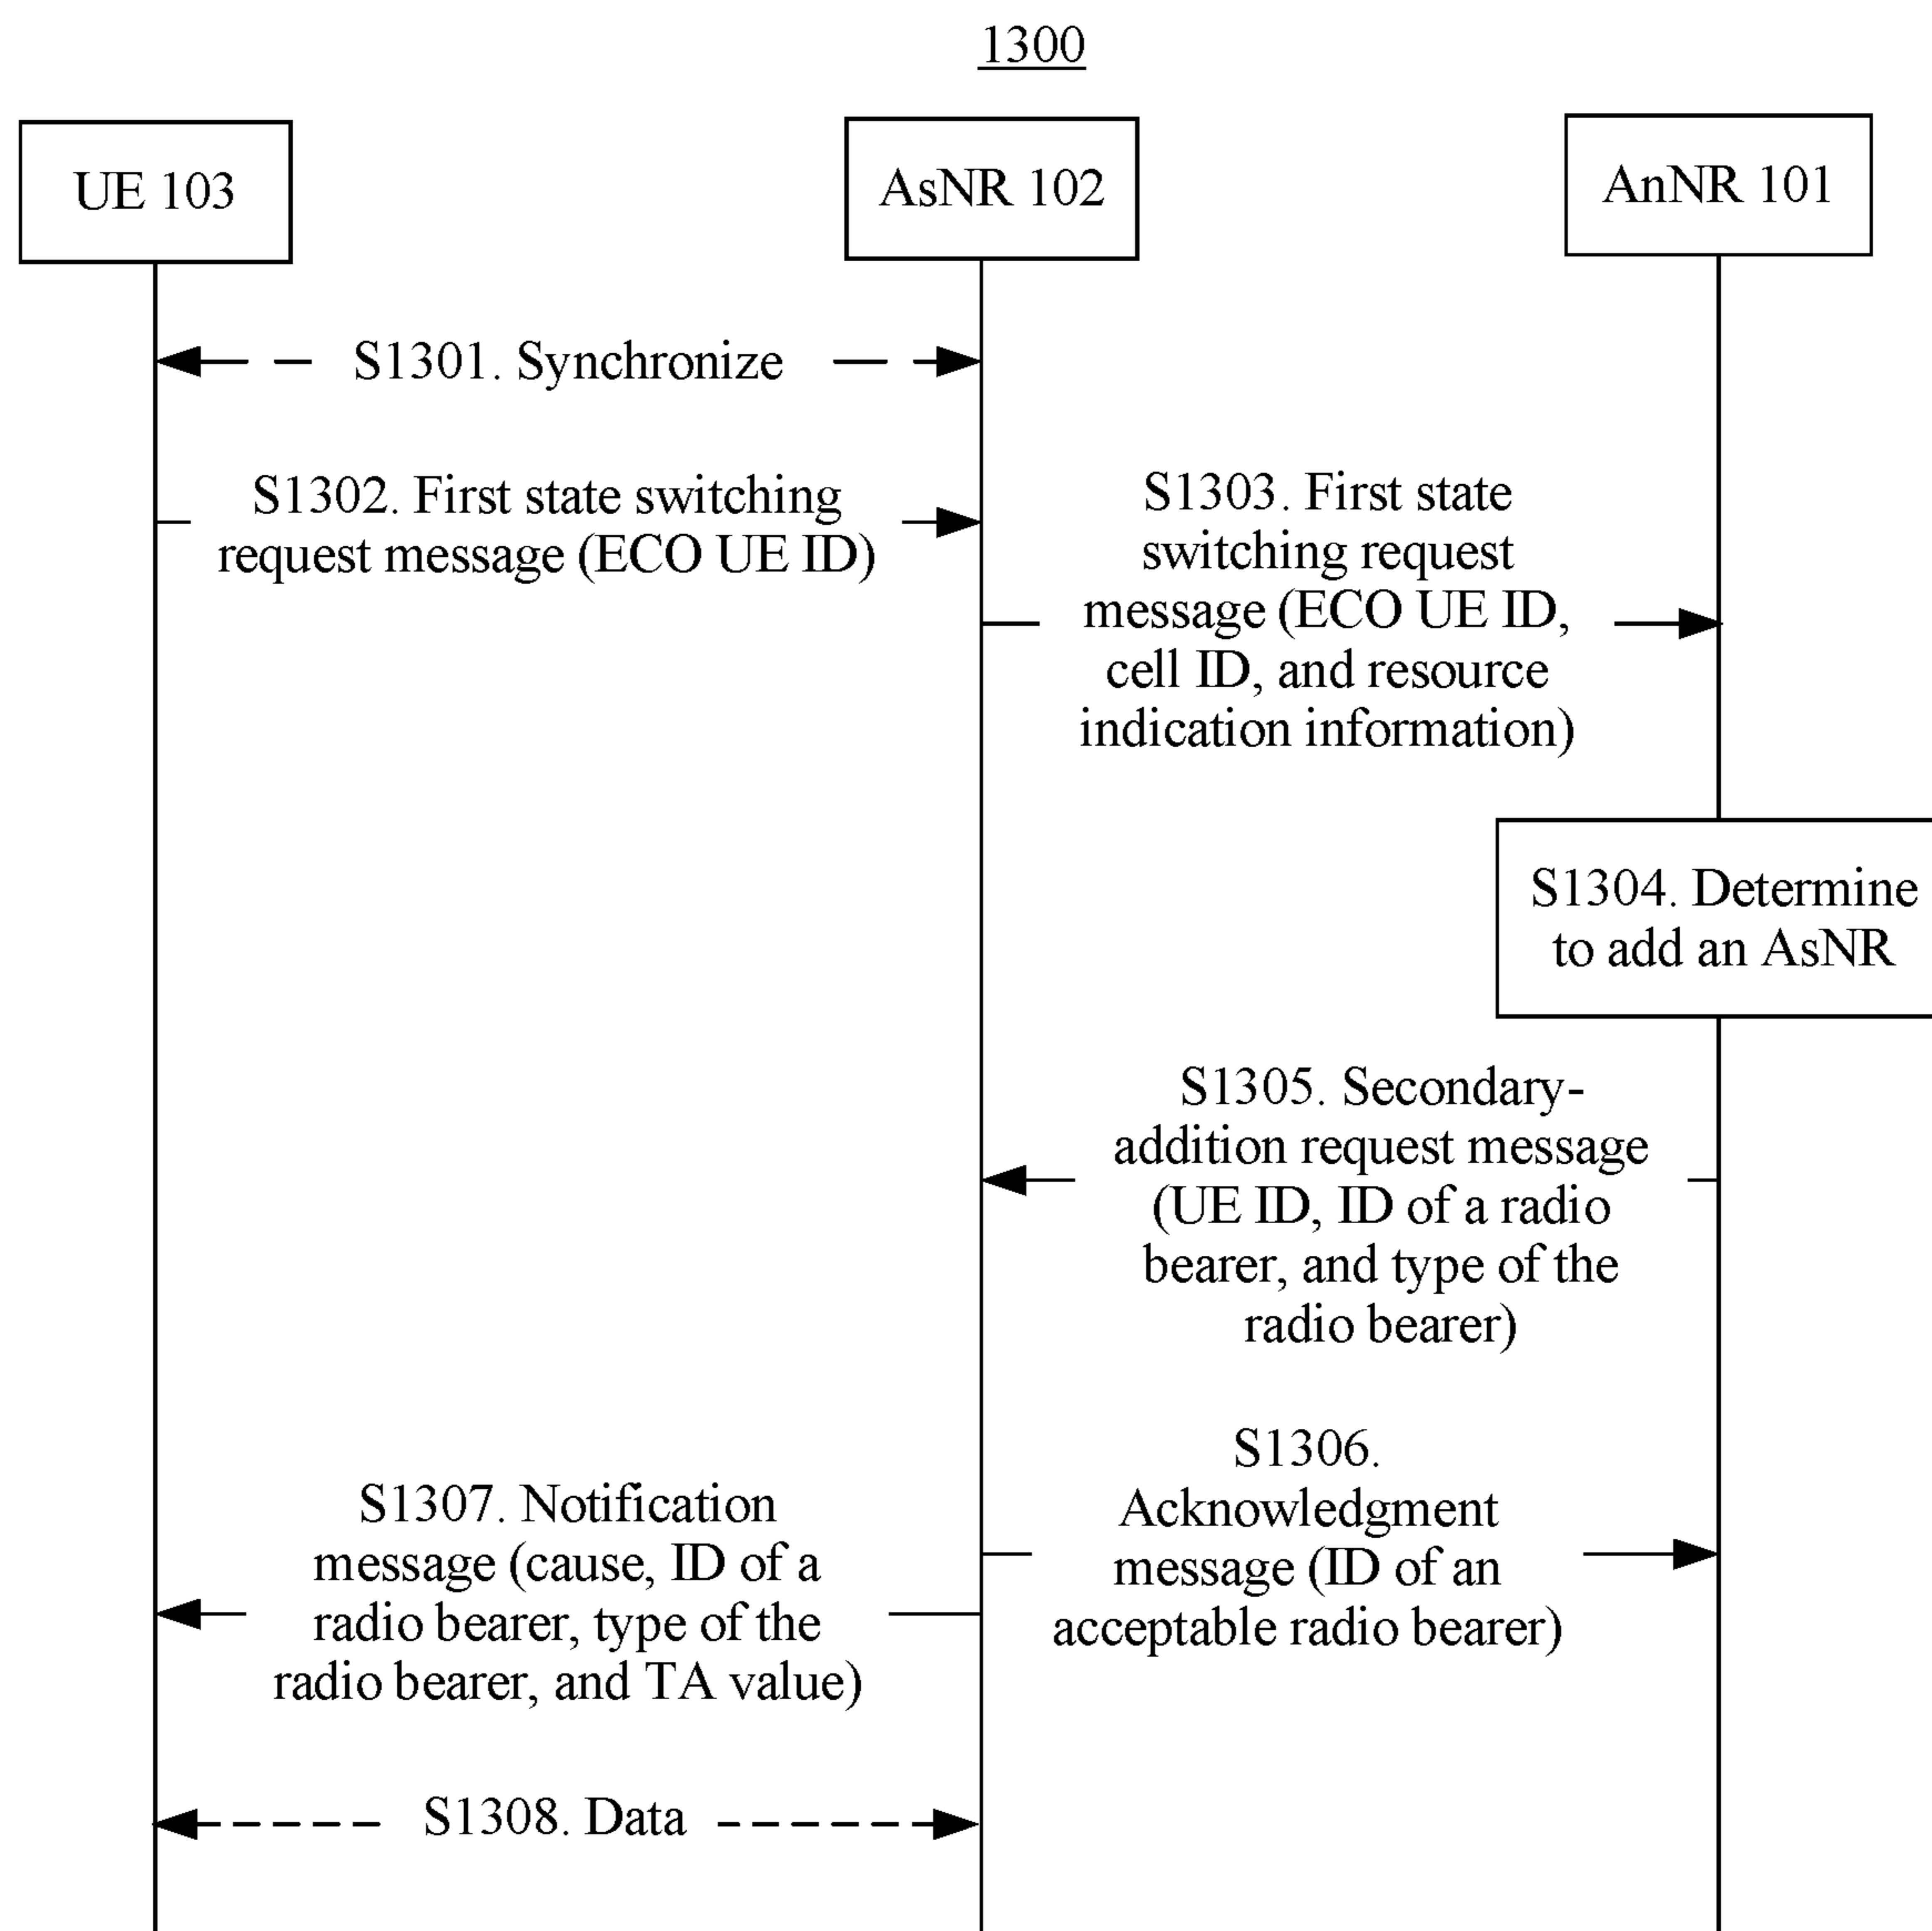 1300
UE 103
AsNR 102
AnNR 101
S1301. Synchronize
S1302. First state switching
request message (ECO UE ID)
S1303. First state
switching request
message (ECO UE ID,
cell ID, and resource
indication information)
S1304. Determine
to add an AsNR
S1305. Secondary-
addition request message
(UE ID, ID of a radio
bearer, and type of the
radio bearer)
S1306.
Acknowledgment
message (ID of an
acceptable radio bearer)
S1307. Notification
message (cause, ID of a
radio bearer, type of the
radio bearer, and TA value)
S1308. Data